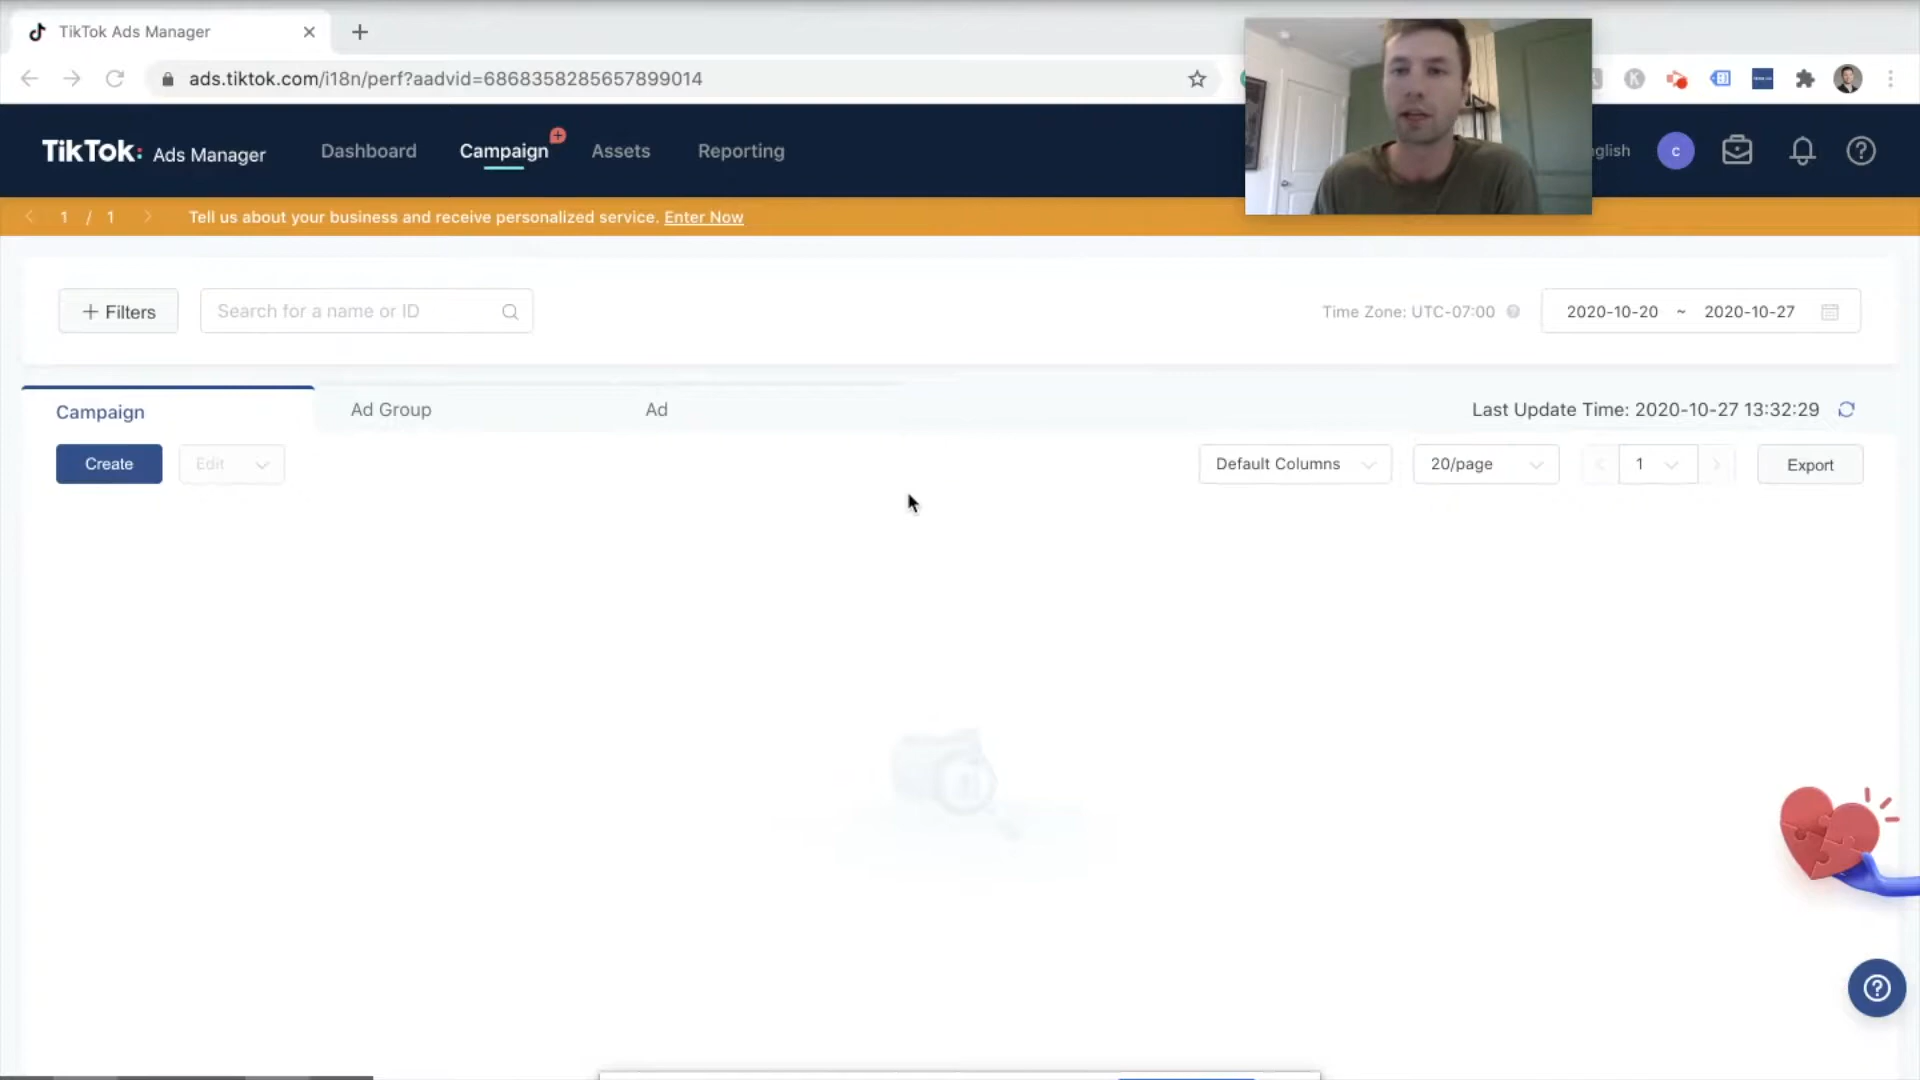 TikTok Ads Manager
ads.tiktok.com/i18n/perf?aadvid=6868358285657899014
K
TikTok: Ads Manager
Dashboard
Campaign
Assets
Reporting
c
1 / 1
Tell us about your business and receive personalized service. Enter Now
+ Filters
Search for a name or ID
Time Zone: UTC-07:00
2020-10-20 ~ 2020-10-27
Campaign
Ad Group
Ad
Last Update Time: 2020-10-27 13:32:29
Create
Edit
Default Columns
20/page
1
Export